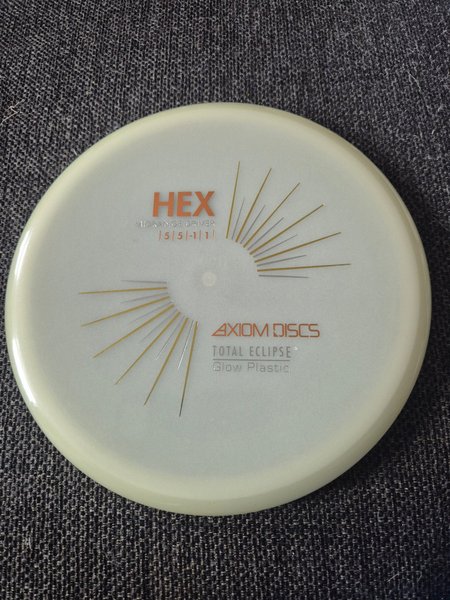 HEX
|5|5|-1|1|
AXIOM DISCS
TOTAL ECLIPSE
Glow Plastic